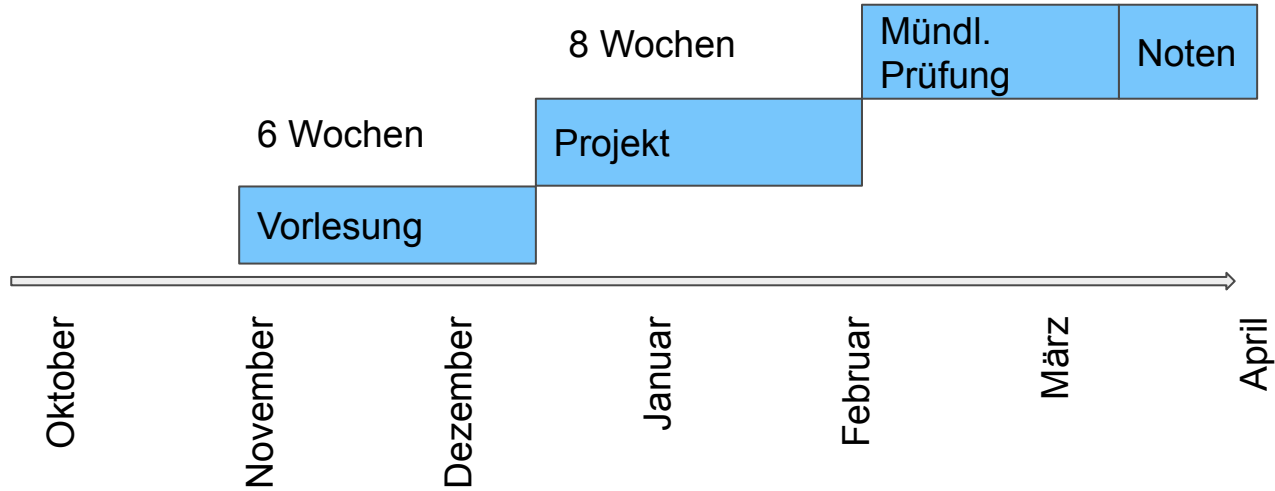 8 Wochen
Mündl.
Prüfung
Noten
6 Wochen
Projekt
Vorlesung
Oktober
November
Dezember
Januar
Februar
März
April